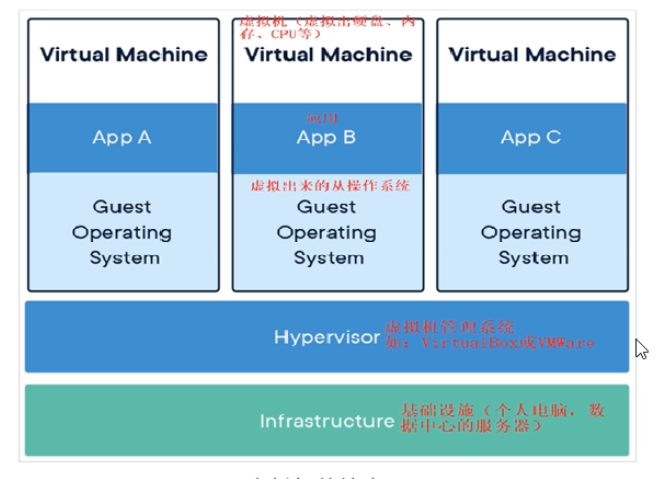 虚拟机（虚拟出硬盘、内
存、CPU等）
Virtual Machine
Virtual Machine
Virtual Machine
应用
App A
App B
App C
虚拟出来的从操作系统
Guest
Operating
System
Guest
Operating
System
Guest
Operating
System
Hypervisor
虚拟机管理系统
如：VirtualBox或VMWare
Infrastructure
基础设施（个人电脑，数
据中心的服务器）